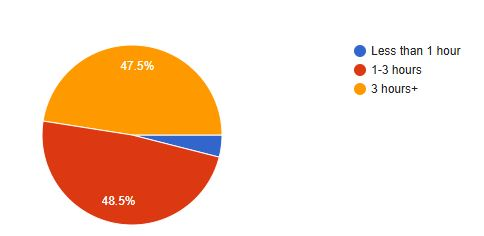 47.5%
48.5%
Less than 1 hour
1-3 hours
3 hours+